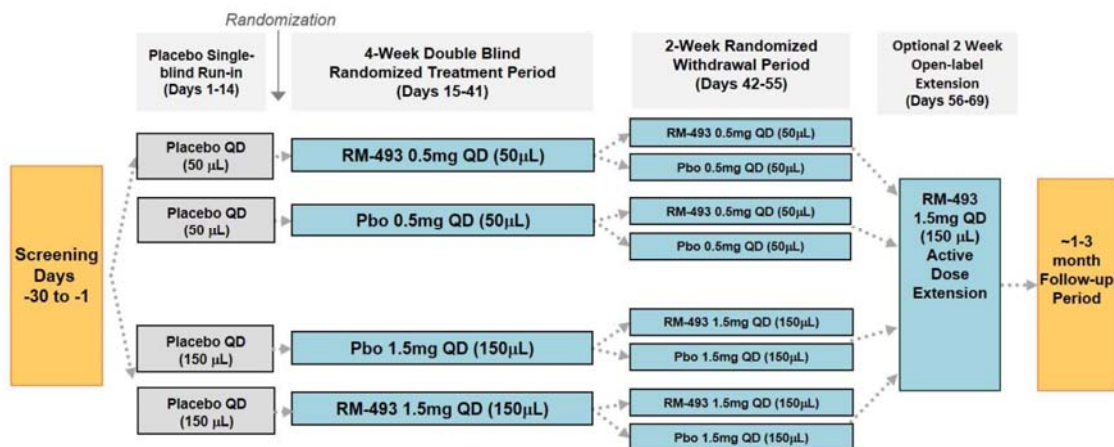 Randomization
Placebo Single-
blind Run-in
(Days 1-14)
4-Week Double Blind
Randomized Treatment Period
(Days 15-41)
2-Week Randomized
Withdrawal Period
(Days 42-55)
Optional 2 Week
Open-label
Extension
(Days 56-69)
Screening
Days
-30 to -1
Placebo QD
(50 µL)
RM-493 0.5mg QD (50µL)
RM-493 0.5mg QD (50µL)
Pbo 0.5mg QD (50µL)
Placebo QD
(50 µL)
Pbo 0.5mg QD (50µL)
RM-493 0.5mg QD (50µL)
Pbo 0.5mg QD (50µL)
Placebo QD
(150 µL)
Pbo 1.5mg QD (150µL)
RM-493 1.5mg QD (150µL)
Pbo 1.5mg QD (150µL)
Placebo QD
(150 µL)
RM-493 1.5mg QD (150µL)
RM-493 1.5mg QD (150µL)
Pbo 1.5mg QD (150µL)
RM-493
1.5mg QD
(150 µL)
Active
Dose
Extension
~1-3
month
Follow-up
Period